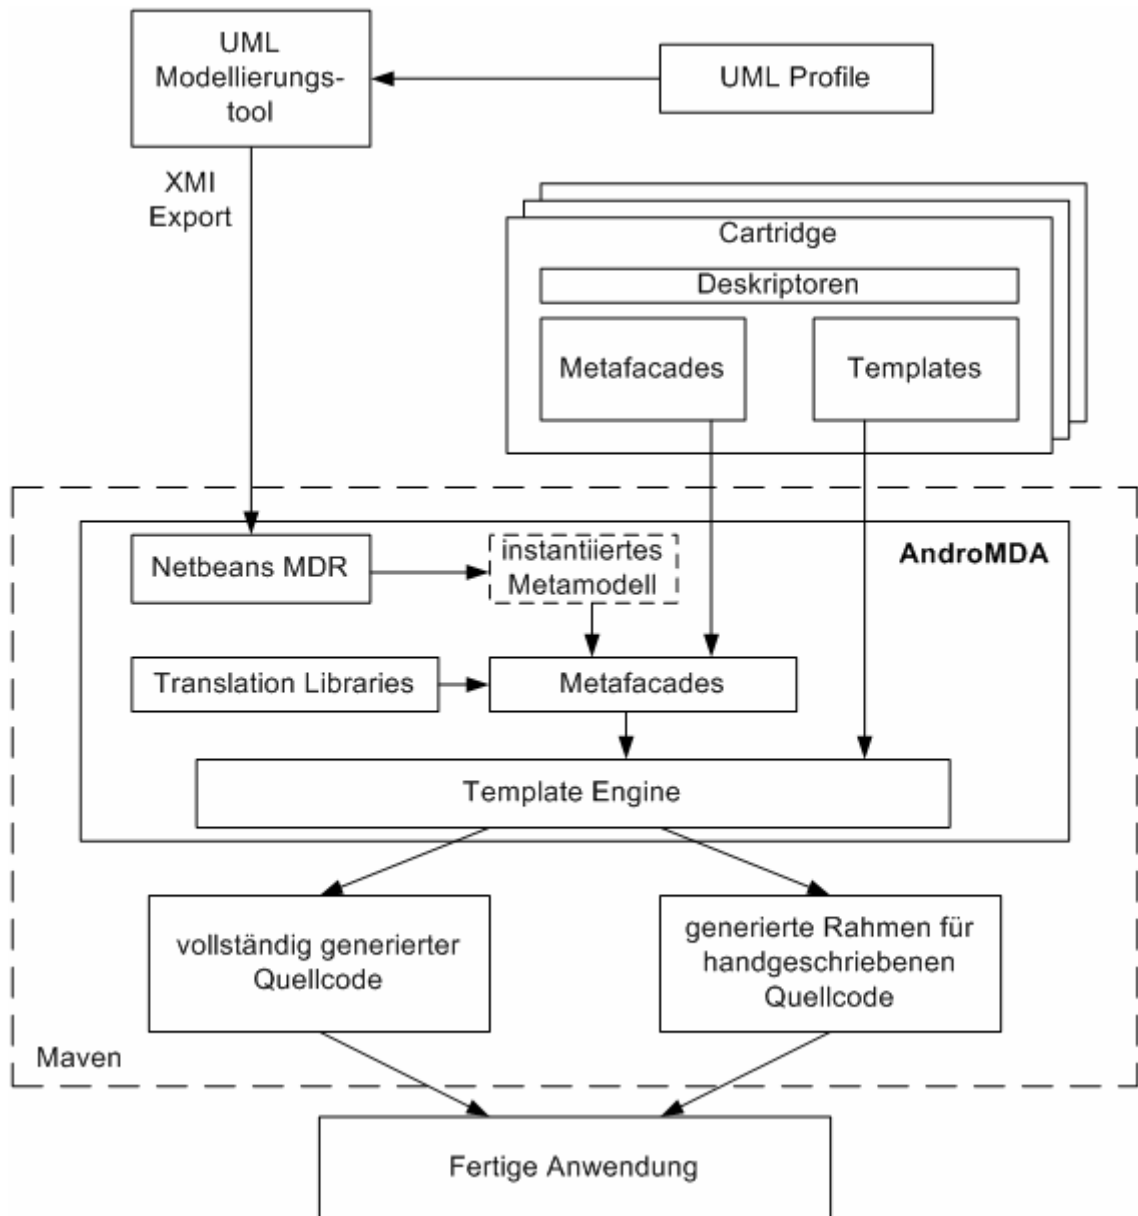 UML
Modellierungs-
tool
UML Profile
XMI
Export
Cartridge
Deskriptoren
Metafacades
Templates
AndroMDA
Netbeans MDR
instantiiertes
Metamodell
Translation Libraries
Metafacades
Template Engine
vollständig generierter
Quellcode
generierte Rahmen für
handgeschriebenen
Quellcode
Maven
Fertige Anwendung